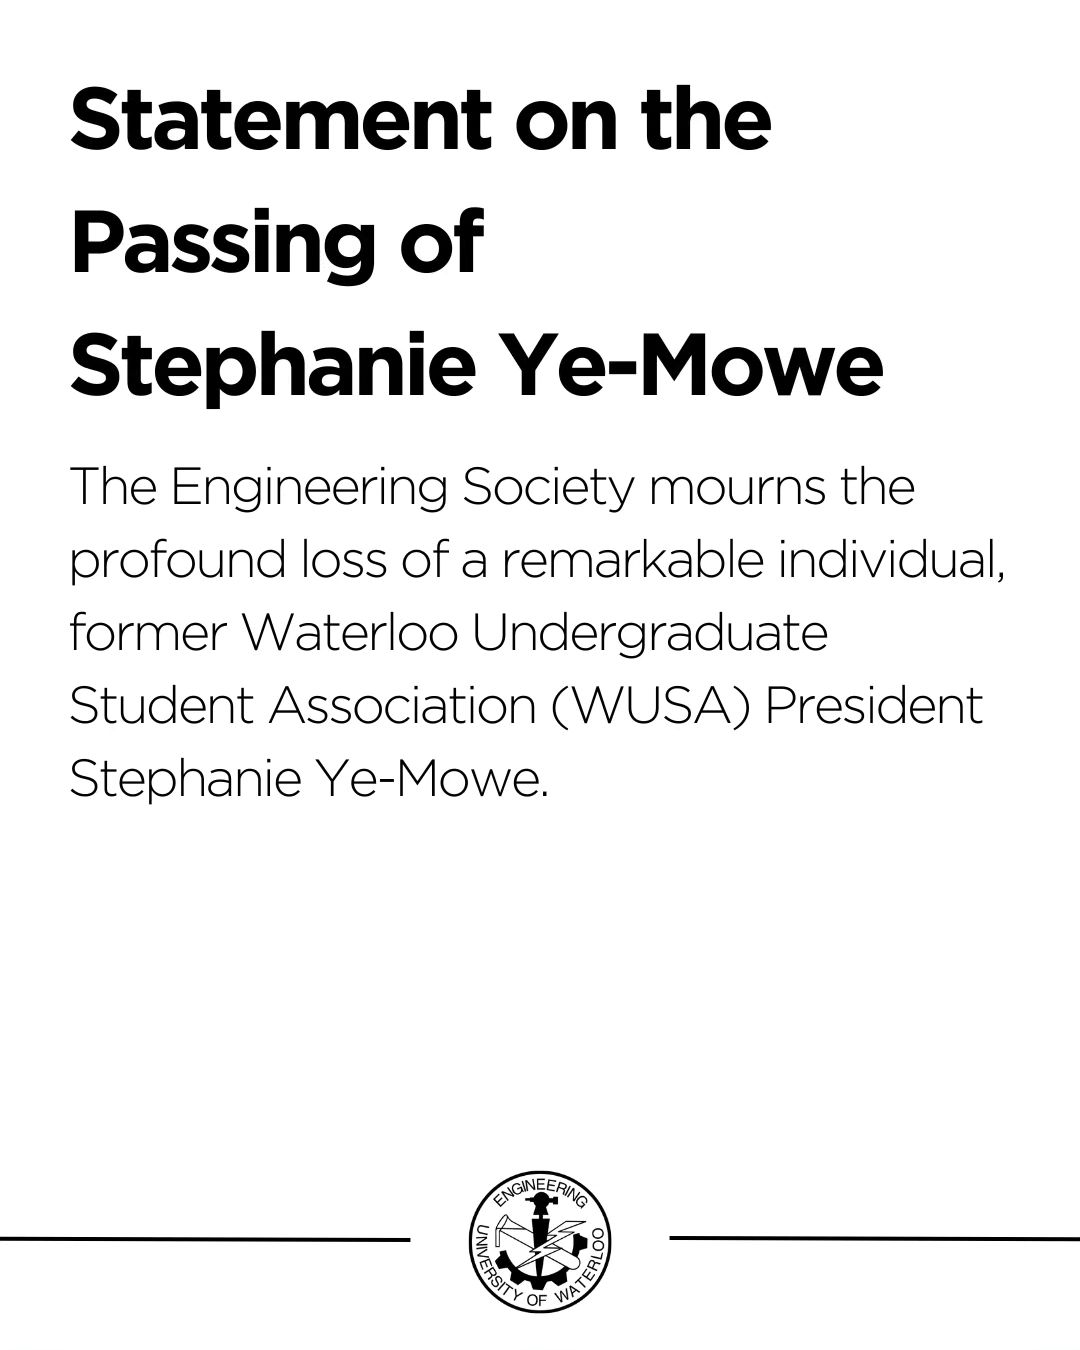 Statement on the
Passing of
Stephanie Ye-Mowe
The Engineering Society mourns the
profound loss of a remarkable individual,
former Waterloo Undergraduate
Student Association (WUSA) President
Stephanie Ye-Mowe.
ENGINEERING
UNIVERSITY OF WATERLOO